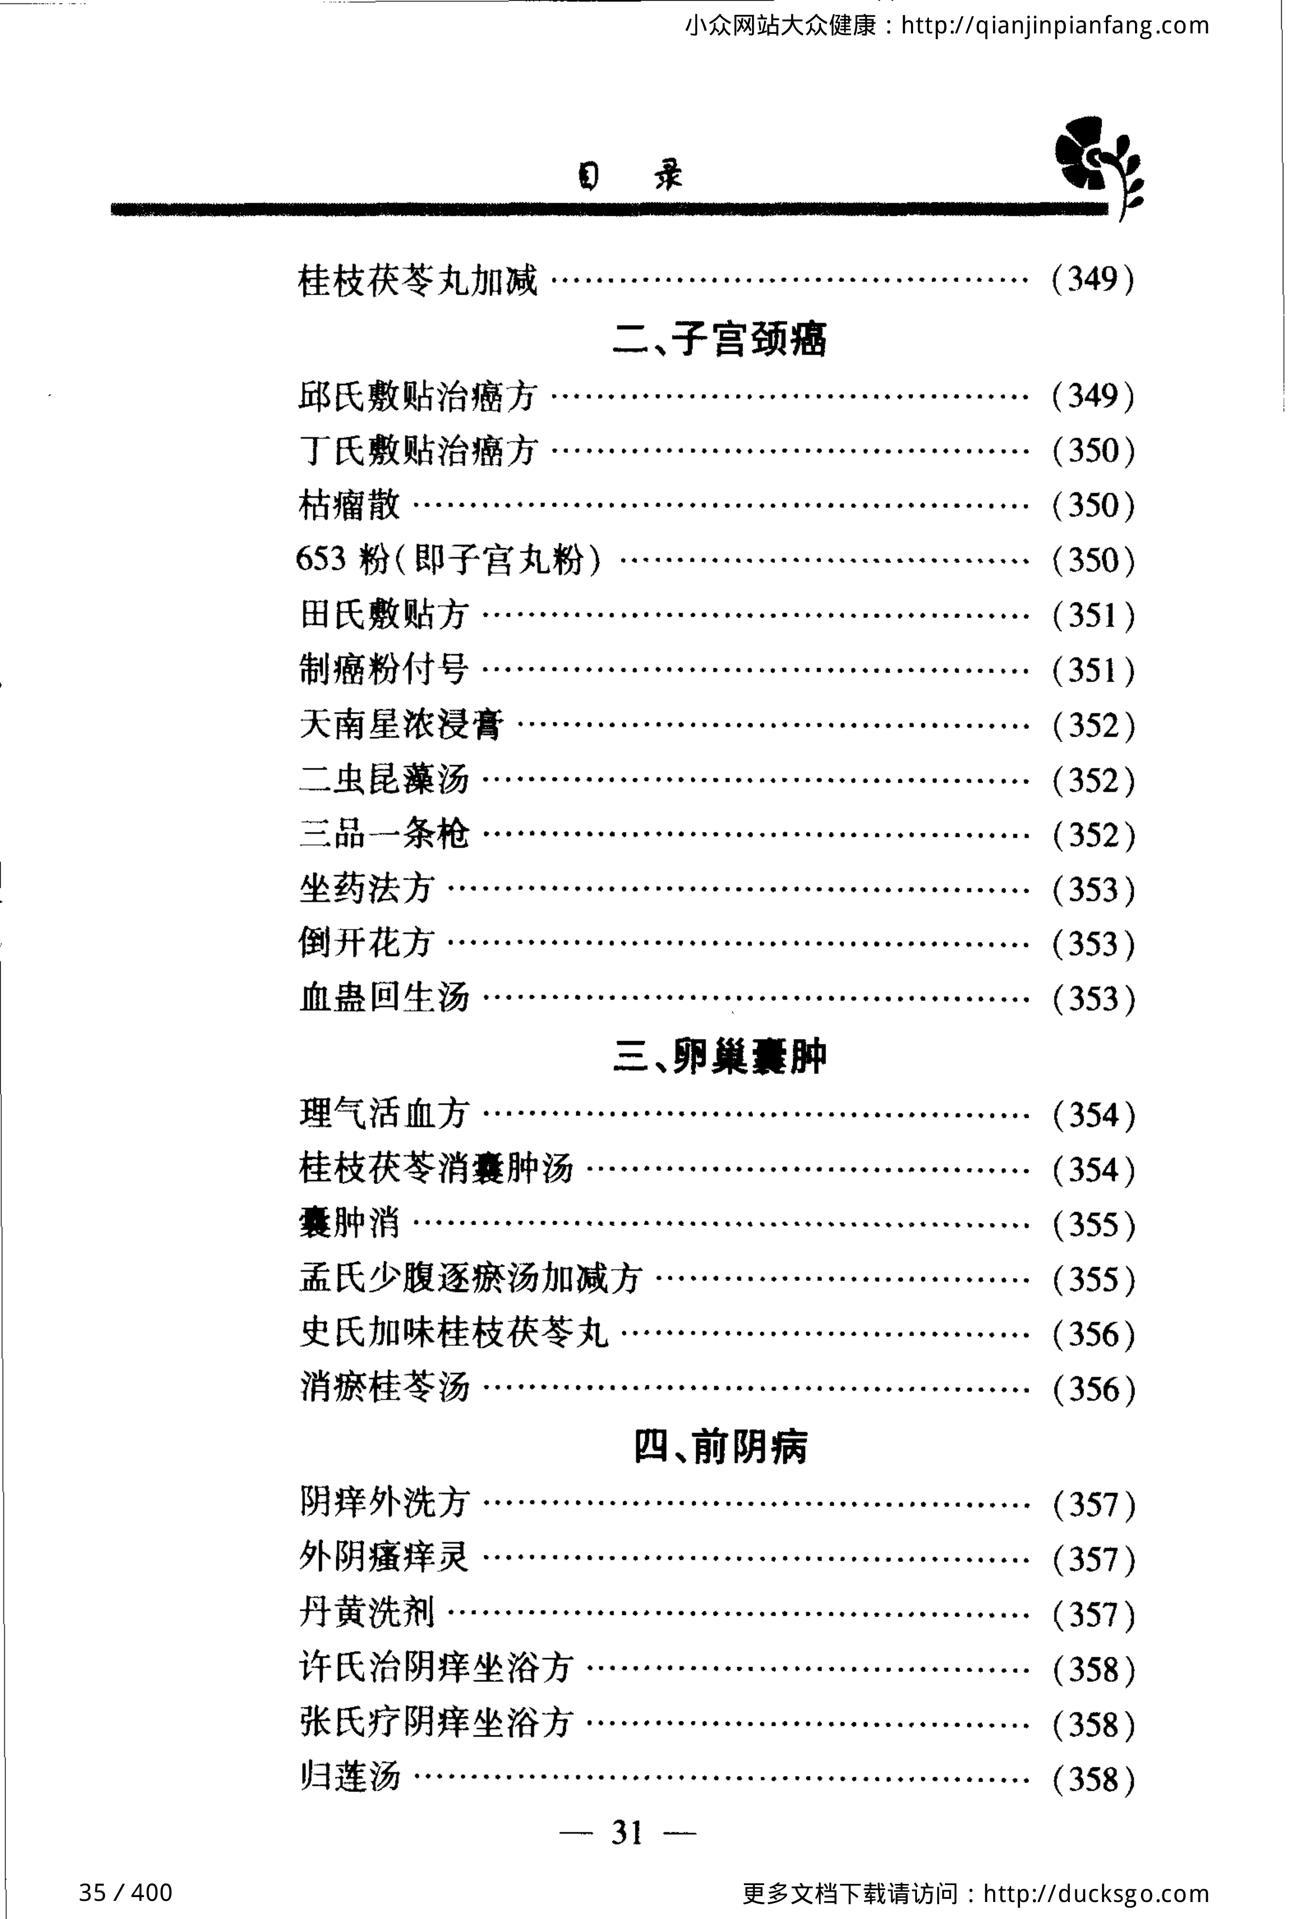 小众网站大众健康：http://qianjinpianfang.com
目 录
桂枝茯苓丸加减 ……………………………………… (349)
二、子宫颈癌
邱氏敷贴治癌方 ……………………………………… (349)
丁氏敷贴治癌方 ……………………………………… (350)
枯瘤散 ……………………………………… (350)
653 粉(即子宫丸粉) ……………………………………… (350)
田氏敷贴方 ……………………………………… (351)
制癌粉付号 ……………………………………… (351)
天南星浓浸膏 ……………………………………… (352)
二虫昆藻汤 ……………………………………… (352)
三品一条枪 ……………………………………… (352)
坐药法方 ……………………………………… (353)
倒开花方 ……………………………………… (353)
血蛊回生汤 ……………………………………… (353)
三、卵巢囊肿
理气活血方 ……………………………………… (354)
桂枝茯苓消囊肿汤 ……………………………………… (354)
囊肿消 ……………………………………… (355)
孟氏少腹逐瘀汤加减方 ……………………………………… (355)
史氏加味桂枝茯苓丸 ……………………………………… (356)
消瘀桂苓汤 ……………………………………… (356)
四、前阴病
阴痒外洗方 ……………………………………… (357)
外阴瘙痒灵 ……………………………………… (357)
丹黄洗剂 ……………………………………… (357)
许氏治阴痒坐浴方 ……………………………………… (358)
张氏疗阴痒坐浴方 ……………………………………… (358)
归莲汤 ……………………………………… (358)
— 31 —
35 / 400
更多文档下载请访问：http://ducksgo.com